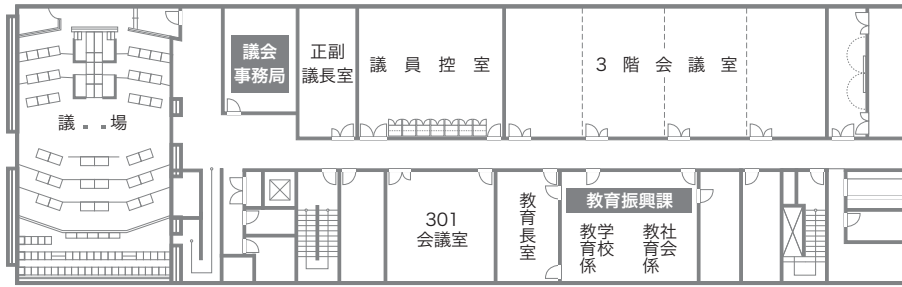 議会
事務局
正副
議長室
議員控室
3階会議室
議場
301
会議室
教育長室
教育振興課
学校
教育係
社会
教育係